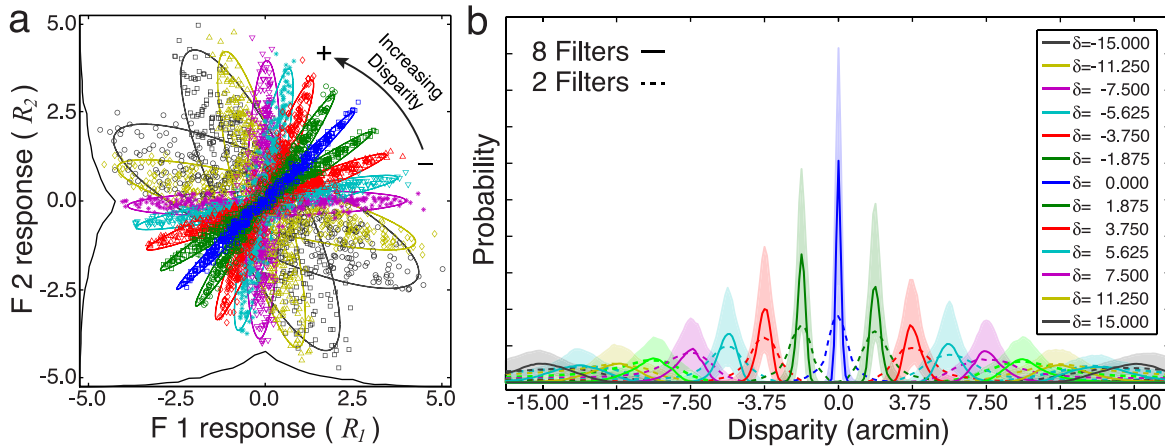 a
5.0
2.5
0.0
-2.5
-5.0
F 2 response ( R2 )
+
Increasing
Disparity
−
-5.0 -2.5 0.0 2.5 5.0
F 1 response ( R1 )
b
Probability
8 Filters
2 Filters
δ=-15.000
δ=-11.250
δ= -7.500
δ= -5.625
δ= -3.750
δ= -1.875
δ= 0.000
δ= 1.875
δ= 3.750
δ= 5.625
δ= 7.500
δ= 11.250
δ= 15.000
-15.00 -11.25 -7.50 -3.75 0.0 3.75 7.50 11.25 15.00
Disparity (arcmin)